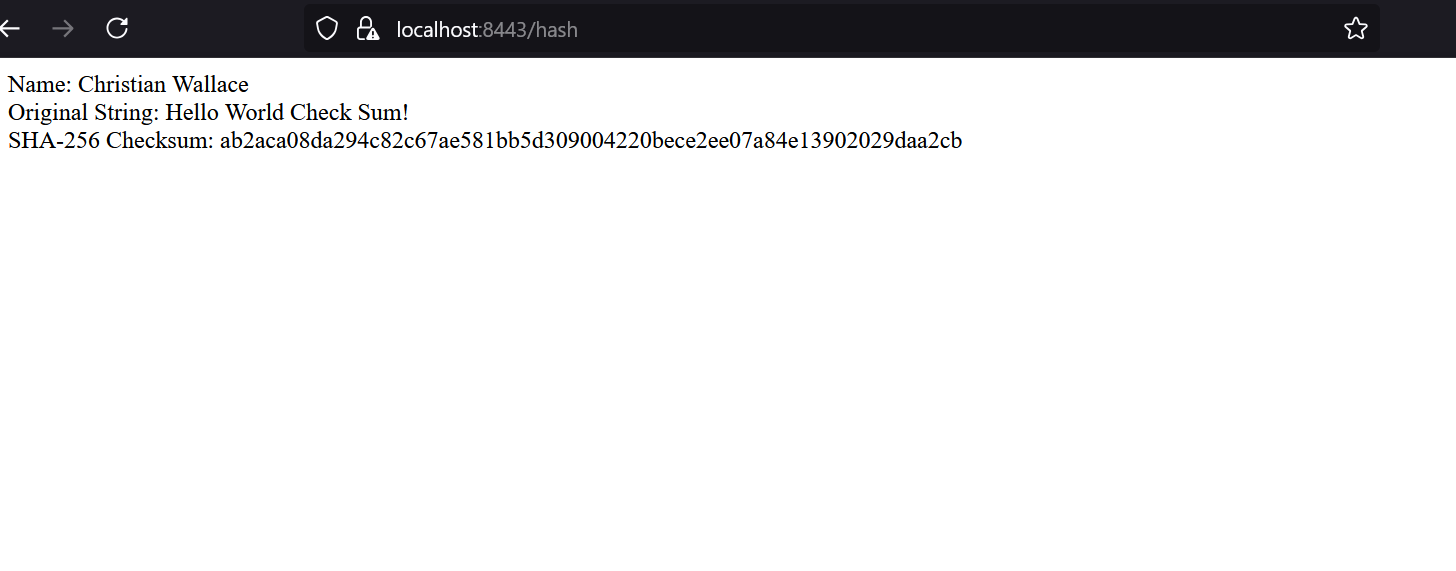 localhost:8443/hash
Name: Christian Wallace
Original String: Hello World Check Sum!
SHA-256 Checksum: ab2aca08da294c82c67ae581bb5d309004220bece2ee07a84e13902029daa2cb